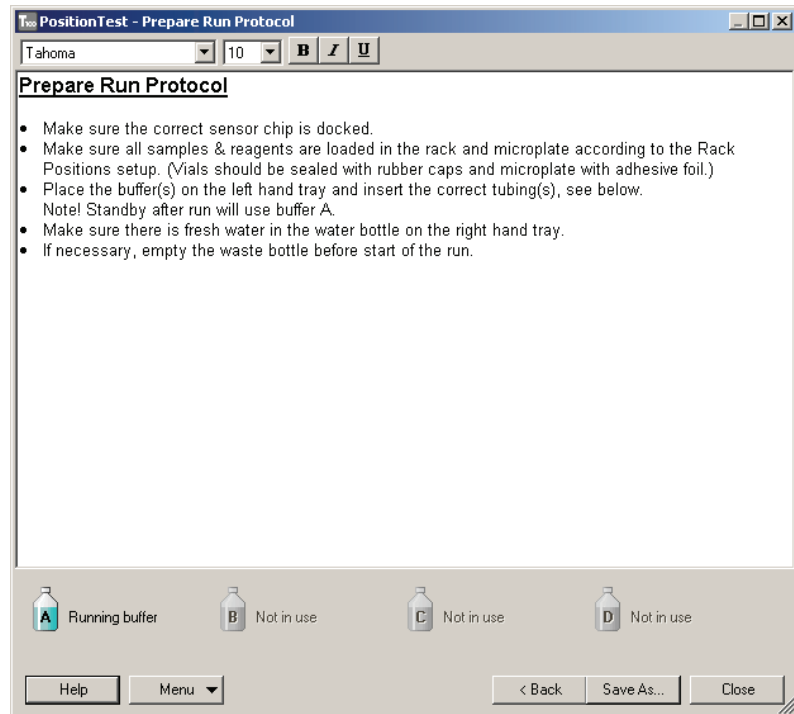 T100 PositionTest - Prepare Run Protocol
Tahoma 10 B I U
Prepare Run Protocol
• Make sure the correct sensor chip is docked.
• Make sure all samples & reagents are loaded in the rack and microplate according to the Rack
Positions setup. (Vials should be sealed with rubber caps and microplate with adhesive foil.)
• Place the buffer(s) on the left hand tray and insert the correct tubing(s), see below.
Note! Standby after run will use buffer A.
• Make sure there is fresh water in the water bottle on the right hand tray.
• If necessary, empty the waste bottle before start of the run.
A Running buffer B Not in use C Not in use D Not in use
Help Menu < Back Save As... Close